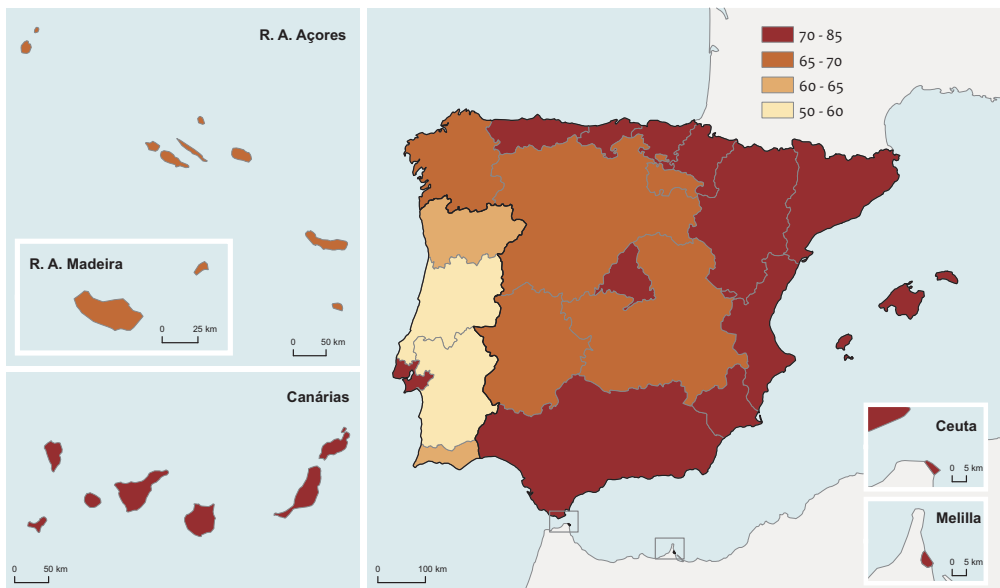 R. A. Açores
R. A. Madeira
0 25 km
0 50 km
Canárias
0 50 km
70 - 85
65 - 70
60 - 65
50 - 60
0 100 km
Ceuta
0 5 km
Melilla
0 5 km